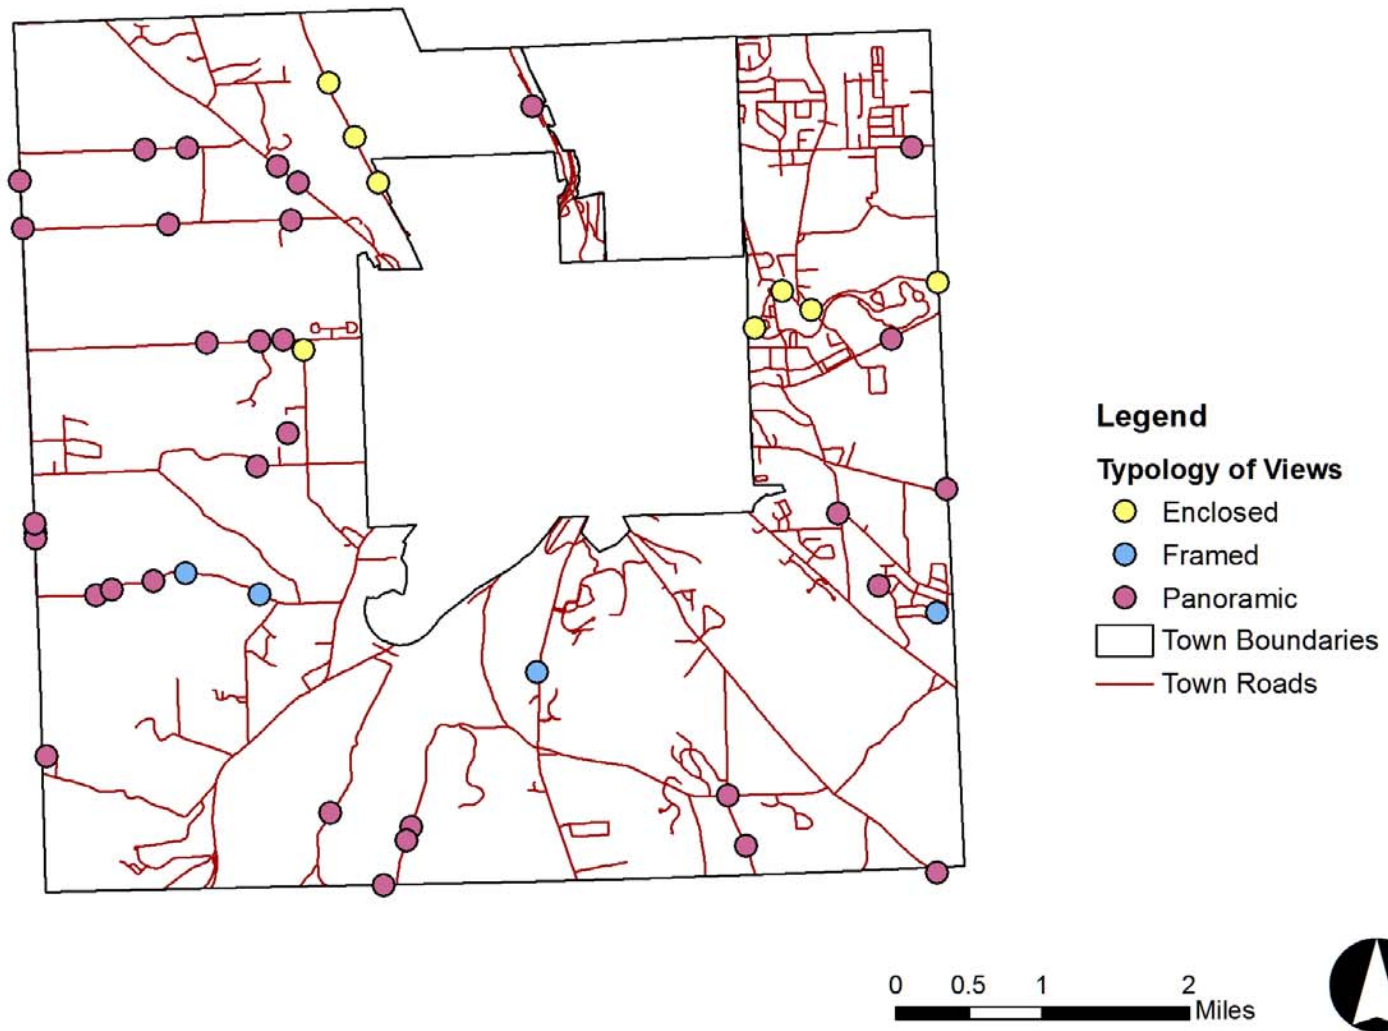 Legend
Typology of Views
Enclosed
Framed
Panoramic
Town Boundaries
Town Roads
0 0.5 1 2
Miles